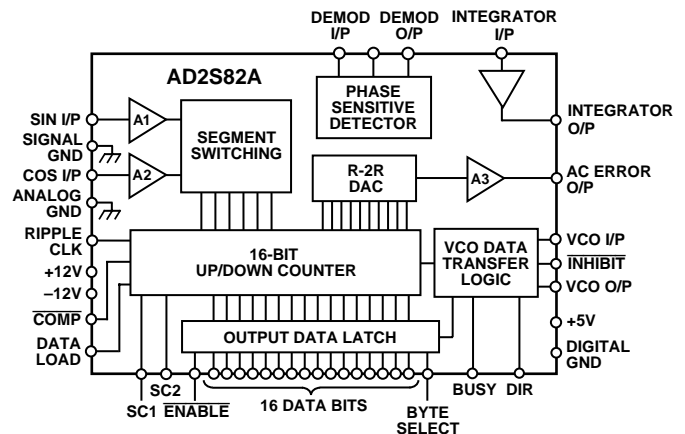 DEMOD
I/P
DEMOD
O/P
INTEGRATOR
I/P
AD2S82A
SIN I/P
SIGNAL
GND
COS I/P
ANALOG
GND
RIPPLE
CLK
+12V
–12V
COMP
DATA
LOAD
A1
A2
SEGMENT
SWITCHING
PHASE
SENSITIVE
DETECTOR
R-2R
DAC
A3
INTEGRATOR
O/P
AC ERROR
O/P
16-BIT
UP/DOWN COUNTER
VCO DATA
TRANSFER
LOGIC
VCO I/P
INHIBIT
VCO O/P
+5V
DIGITAL
GND
OUTPUT DATA LATCH
SC1
SC2
ENABLE
16 DATA BITS
BYTE
SELECT
BUSY
DIR